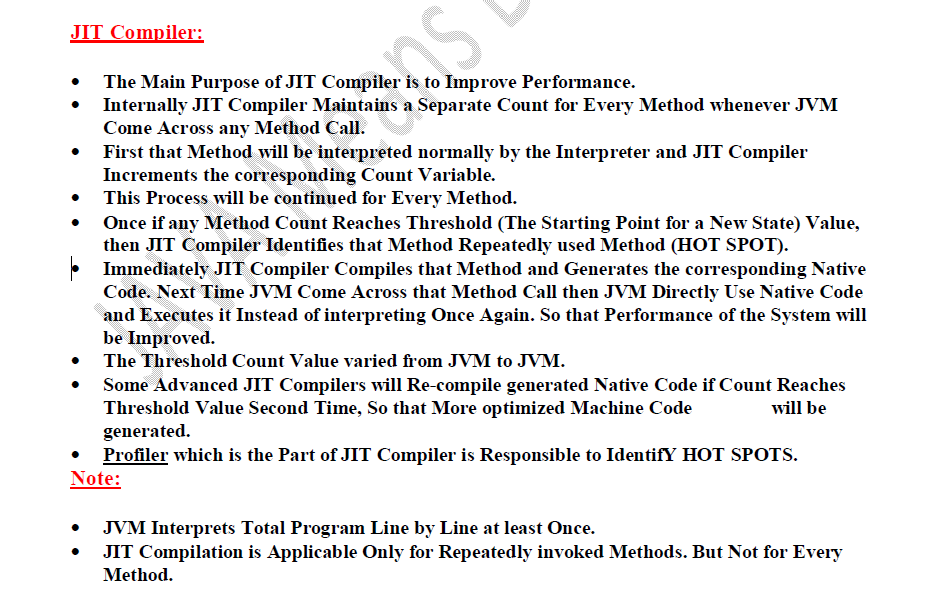 JIT Compiler:
• The Main Purpose of JIT Compiler is to Improve Performance.
• Internally JIT Compiler Maintains a Separate Count for Every Method whenever JVM
Come Across any Method Call.
• First that Method will be interpreted normally by the Interpreter and JIT Compiler
Increments the corresponding Count Variable.
• This Process will be continued for Every Method.
• Once if any Method Count Reaches Threshold (The Starting Point for a New State) Value,
then JIT Compiler Identifies that Method Repeatedly used Method (HOT SPOT).
• Immediately JIT Compiler Compiles that Method and Generates the corresponding Native
Code. Next Time JVM Come Across that Method Call then JVM Directly Use Native Code
and Executes it Instead of interpreting Once Again. So that Performance of the System will
be Improved.
• The Threshold Count Value varied from JVM to JVM.
• Some Advanced JIT Compilers will Re-compile generated Native Code if Count Reaches
Threshold Value Second Time, So that More optimized Machine Code will be
generated.
• Profiler which is the Part of JIT Compiler is Responsible to IdentifY HOT SPOTS.
Note:
• JVM Interprets Total Program Line by Line at least Once.
• JIT Compilation is Applicable Only for Repeatedly invoked Methods. But Not for Every
Method.
JAVA Means